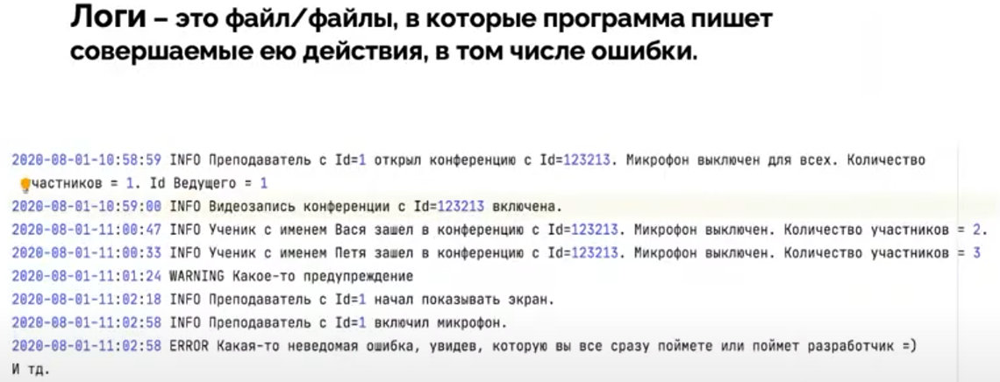 Логи – это файл/файлы, в которые программа пишет
совершаемые ею действия, в том числе ошибки.
2020-08-01-10:58:59 INFO Преподаватель с Id=1 открыл конференцию с Id=123213. Микрофон выключен для всех. Количество
частников = 1. Id Ведущего = 1
2020-08-01-10:59:00 INFO Видеозапись конференции с Id=123213 включена.
2020-08-01-11:00:47 INFO Ученик с именем Вася зашел в конференцию с Id=123213. Микрофон выключен. Количество участников = 2.
2020-08-01-11:00:33 INFO Ученик с именем Петя зашел в конференцию с Id=123213. Микрофон выключен. Количество участников = 3
2020-08-01-11:01:24 WARNING Какое-то предупреждение
2020-08-01-11:02:18 INFO Преподаватель с Id=1 начал показывать экран.
2020-08-01-11:02:58 INFO Преподаватель с Id=1 включил микрофон.
2020-08-01-11:02:58 ERROR Какая-то неведомая ошибка, увидев, которую вы все сразу поймете или поймет разработчик =)
И тд.